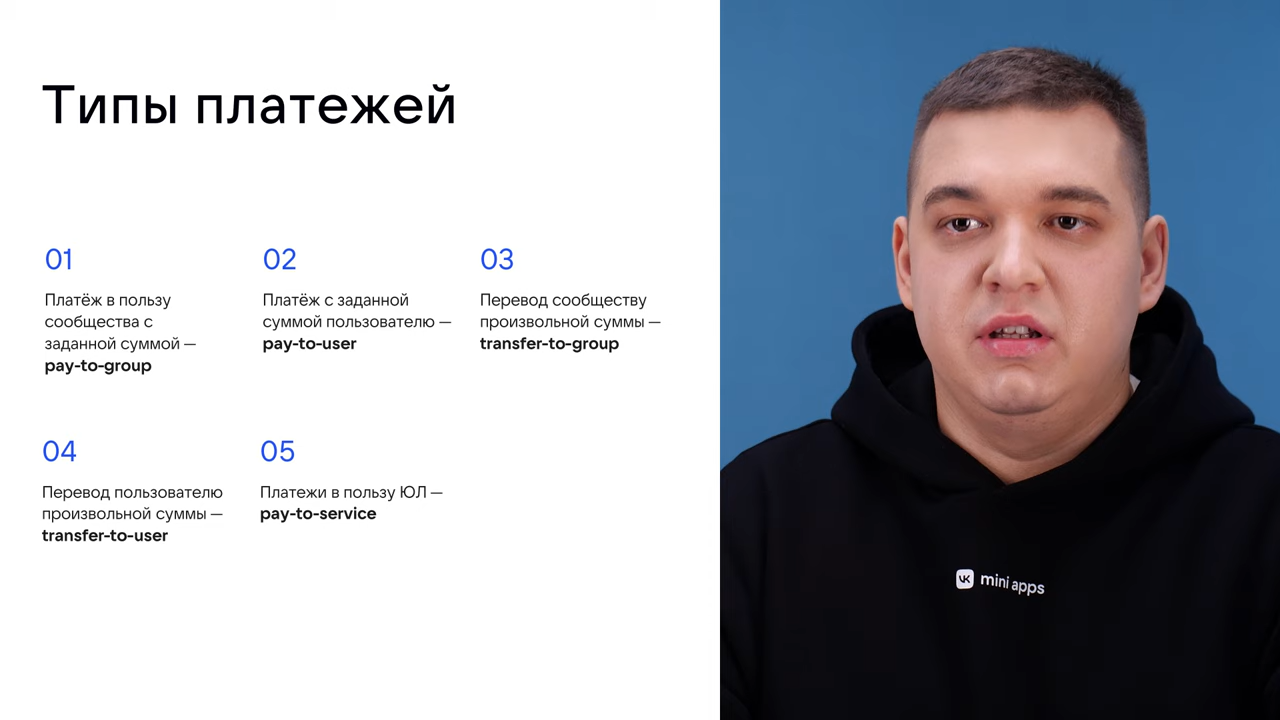 Типы платежей
01
Платёж в пользу
сообщества с
заданной суммой —
pay-to-group
02
Платёж с заданной
суммой пользователю —
pay-to-user
03
Перевод сообществу
произвольной суммы —
transfer-to-group
04
Перевод пользователю
произвольной суммы —
transfer-to-user
05
Платежи в пользу ЮЛ —
pay-to-service
VK mini apps